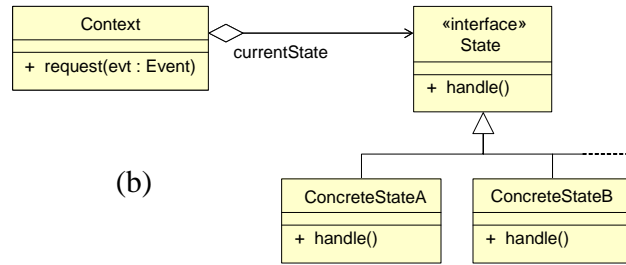 Context
+ request(evt : Event)
currentState
«interface»
State
+ handle()
(b)
ConcreteStateA
+ handle()
ConcreteStateB
+ handle()